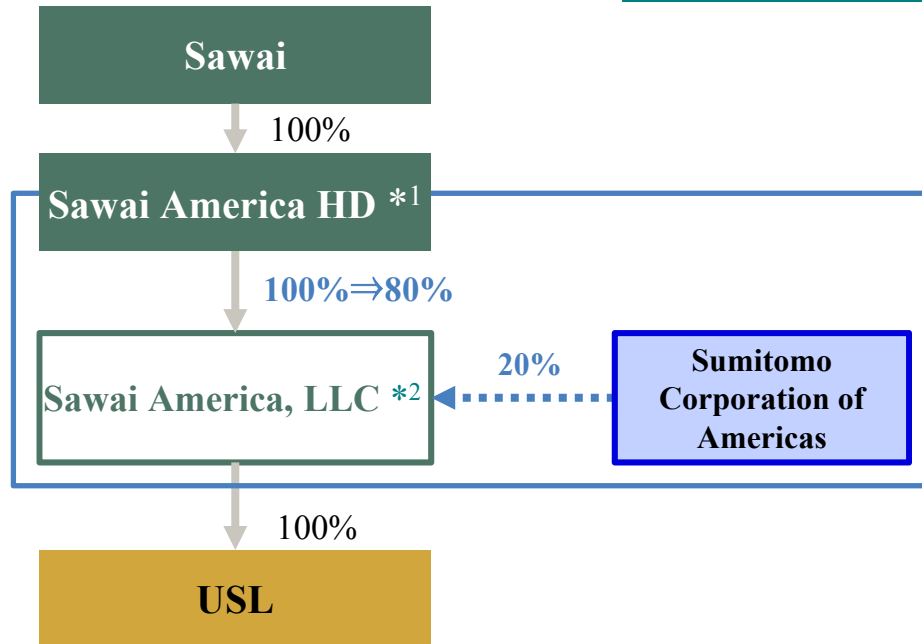 Sawai
100%
Sawai America HD *1
100%⇒80%
Sawai America, LLC *2
20%
Sumitomo
Corporation of
Americas
100%
USL